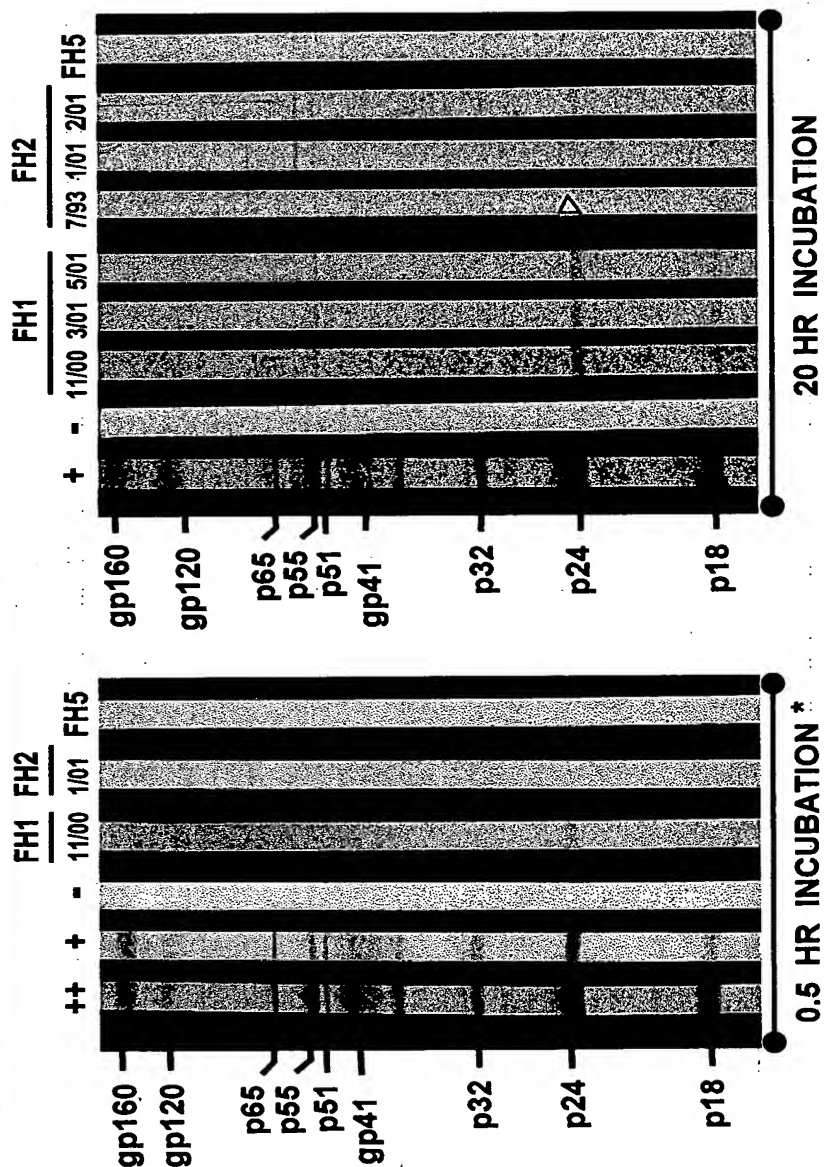 FH1 FH2
++ + - 11/00 1/01 FH5
gp160
gp120
p65
p55
p51
gp41
p32
p24
p18
0.5 HR INCUBATION *
FH1 FH2
+ - 11/00 3/01 5/01 7/93 1/01 2/01 FH5
gp160
gp120
p65
p55
p51
gp41
p32
p24
p18
20 HR INCUBATION